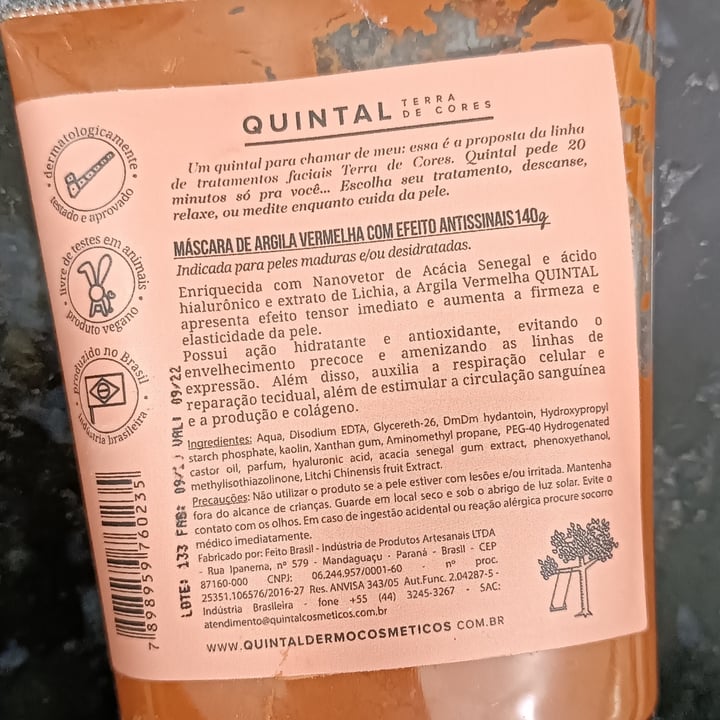 QUINTAL TERRA DE CORES
Um quintal para chamar de meu: essa é a proposta da linha
de tratamentos faciais Terra de Cores. Quintal pede 20
minutos só pra você... Escolha seu tratamento, descanse,
relaxe, ou medite enquanto cuida da pele.
MÁSCARA DE ARGILA VERMELHA COM EFEITO ANTISSINAIS 140g
Indicada para peles maduras e/ou desidratadas.
Enriquecida com Nanovetor de Acácia Senegal e ácido
hialurônico e extrato de Lichia, a Argila Vermelha QUINTAL
apresenta efeito tensor imediato e aumenta a firmeza e
elasticidade da pele.
Possui ação hidratante e antioxidante, evitando o
envelhecimento precoce e amenizando as linhas de
expressão. Além disso, auxilia a respiração celular e
reparação tecidual, além de estimular a circulação sanguínea
e a produção e colágeno.
Ingredientes: Aqua, Disodium EDTA, Glycereth-26, DmDm hydantoin, Hydroxypropyl
starch phosphate, kaolin, Xanthan gum, Aminomethyl propane, PEG-40 Hydrogenated
castor oil, parfum, hyaluronic acid, acacia senegal gum extract, phenoxyethanol,
methylisothiazolinone, Litchi Chinensis fruit Extract.
Precauções: Não utilizar o produto se a pele estiver com lesões e/ou irritada. Mantenha
fora do alcance de crianças. Guarde em local seco e sob o abrigo de luz solar. Evite o
contato com os olhos. Em caso de ingestão acidental ou reação alérgica procure socorro
médico imediatamente.
Fabricado por: Feito Brasil - Indústria de Produtos Artesanais LTDA
- Rua Ipanema, nº 579 - Mandaguaçu - Paraná - Brasil - CEP
87160-000 CNPJ: 06.244.957/0001-60 - nº proc.
25351.106576/2016-27 Res. ANVISA 343/05 Aut.Func. 2.04287-5 -
Indústria Brasileira - fone +55 (44) 3245-3267 - SAC:
atendimento@quintalcosmeticos.com.br
WWW.QUINTALDERMOCOSMETICOS.COM.BR
dermatologicamente
testado e aprovado
livre de testes em animais
produto vegano
produzido no Brasil
indústria brasileira
LOTE: 133 FAB: VAL: 09/22
7 898959 760235